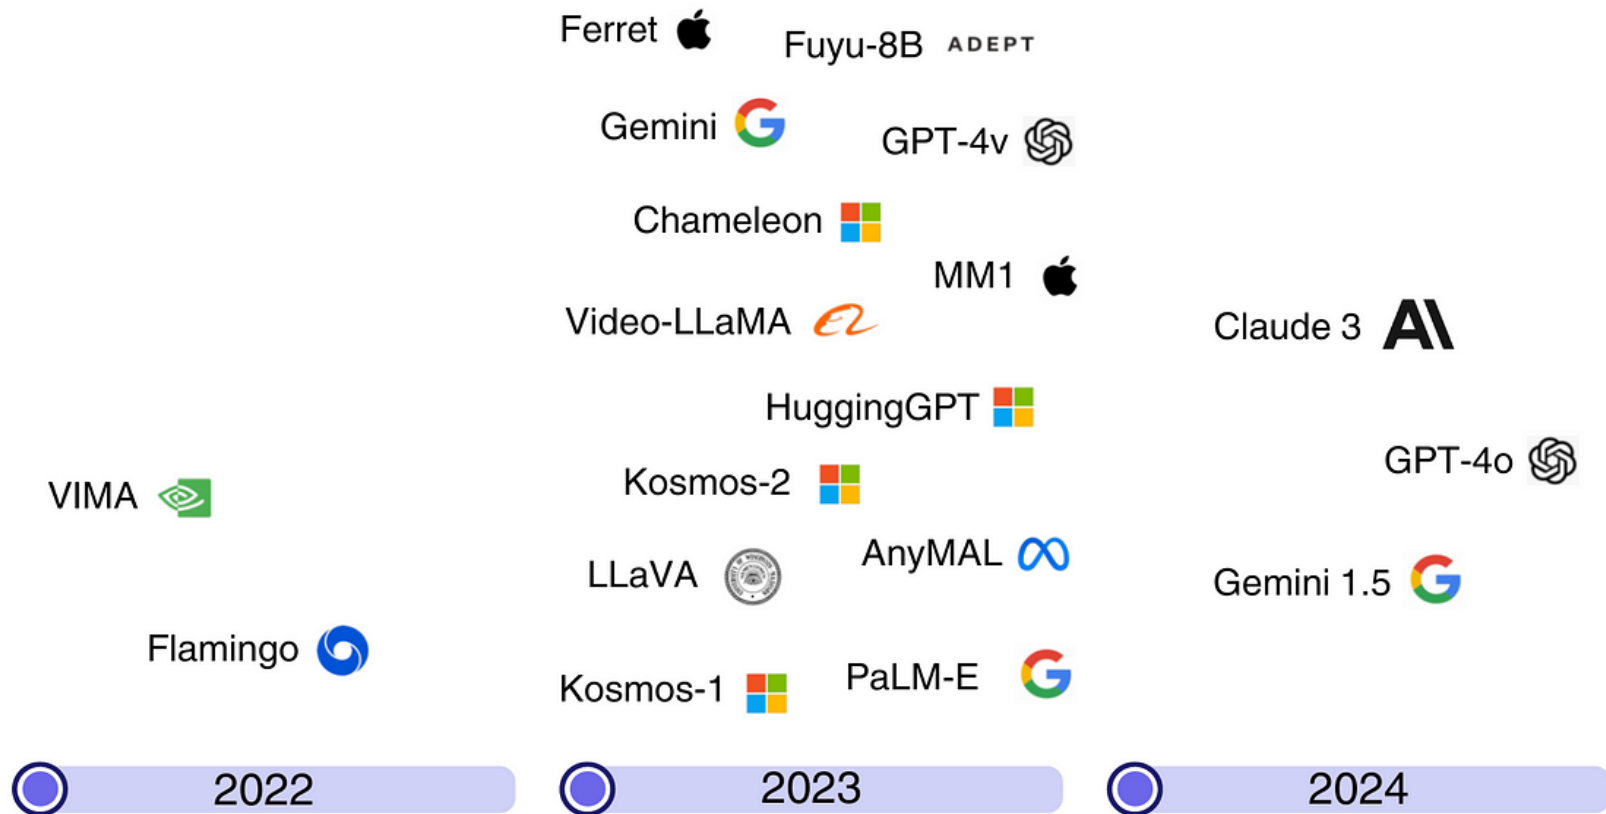 Ferret
Fuyu-8B ADEPT
Gemini
GPT-4v
Chameleon
MM1
Video-LLaMA
Claude 3
HuggingGPT
GPT-4o
Kosmos-2
VIMA
AnyMAL
LLaVA
Gemini 1.5
Flamingo
PaLM-E
Kosmos-1
2022
2023
2024